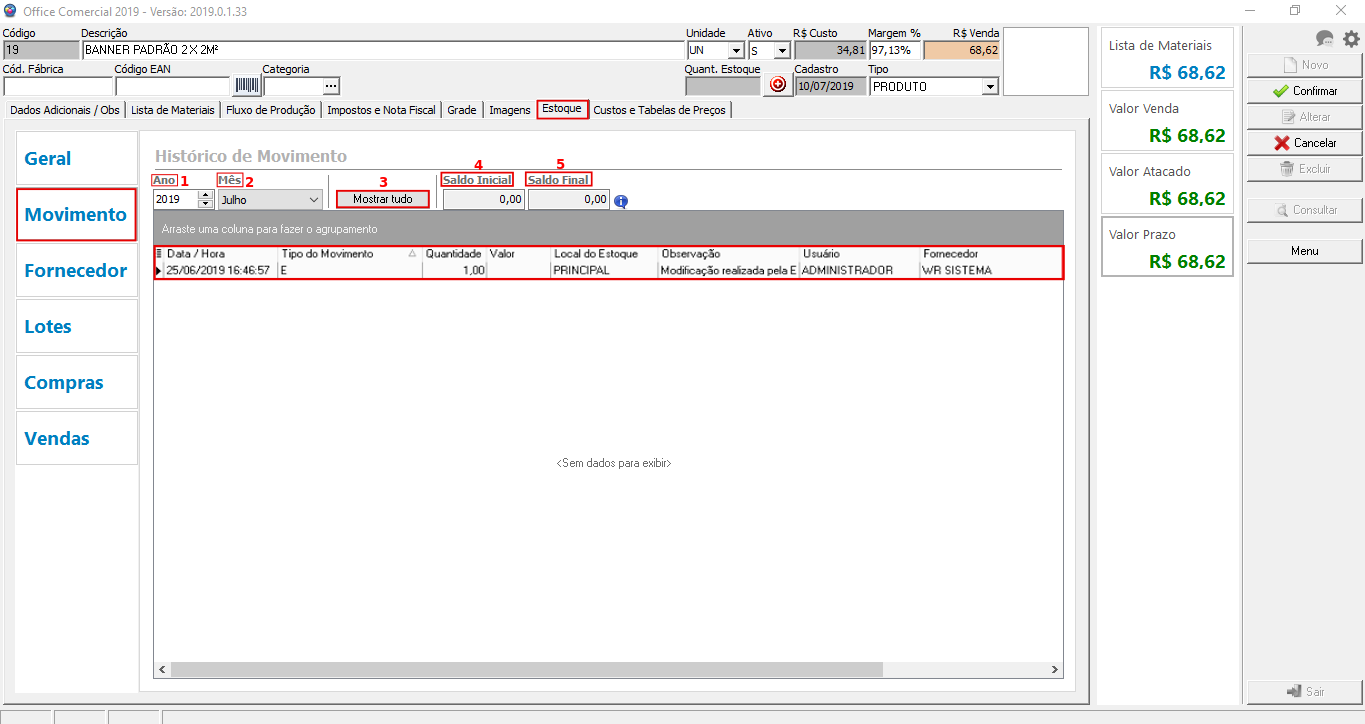 Office Comercial 2019 - Versão: 2019.0.1.33
Código Descrição Unidade Ativo R$ Custo Margem % R$ Venda
19 BANNER PADRÃO 2 X 2M² UN S 34,81 97,13% 68,62
Cód. Fábrica Código EAN Categoria Quant. Estoque Cadastro Tipo
... 10/07/2019 PRODUTO
Dados Adicionais / Obs Lista de Materiais Fluxo de Produção Impostos e Nota Fiscal Grade Imagens Estoque Custos e Tabelas de Preços
Geral
Movimento
Fornecedor
Lotes
Compras
Vendas
Histórico de Movimento
Ano 1 Mês 2 3 Saldo Inicial 4 Saldo Final 5
2019 Julho Mostrar tudo 0,00 0,00
Arraste uma coluna para fazer o agrupamento
Data / Hora Tipo do Movimento Quantidade Valor Local do Estoque Observação Usuário Fornecedor
25/06/2019 16:46:57 E 1,00 PRINCIPAL Modificação realizada pela E ADMINISTRADOR WR SISTEMA
<Sem dados para exibir>
Lista de Materiais
R$ 68,62
Valor Venda
R$ 68,62
Valor Atacado
R$ 68,62
Valor Prazo
R$ 68,62
Novo
Confirmar
Alterar
Cancelar
Excluir
Consultar
Menu
Sair